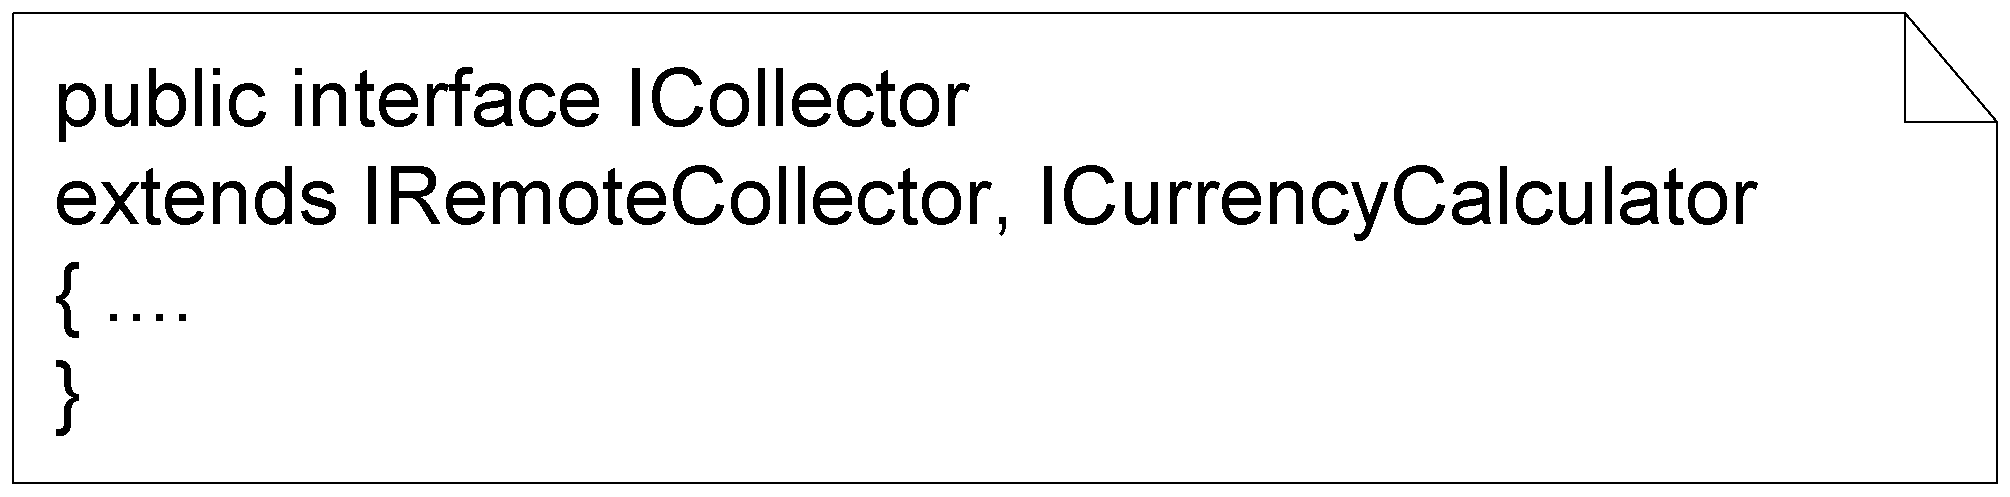 public interface ICollector
extends IRemoteCollector, ICurrencyCalculator
{ ....
}